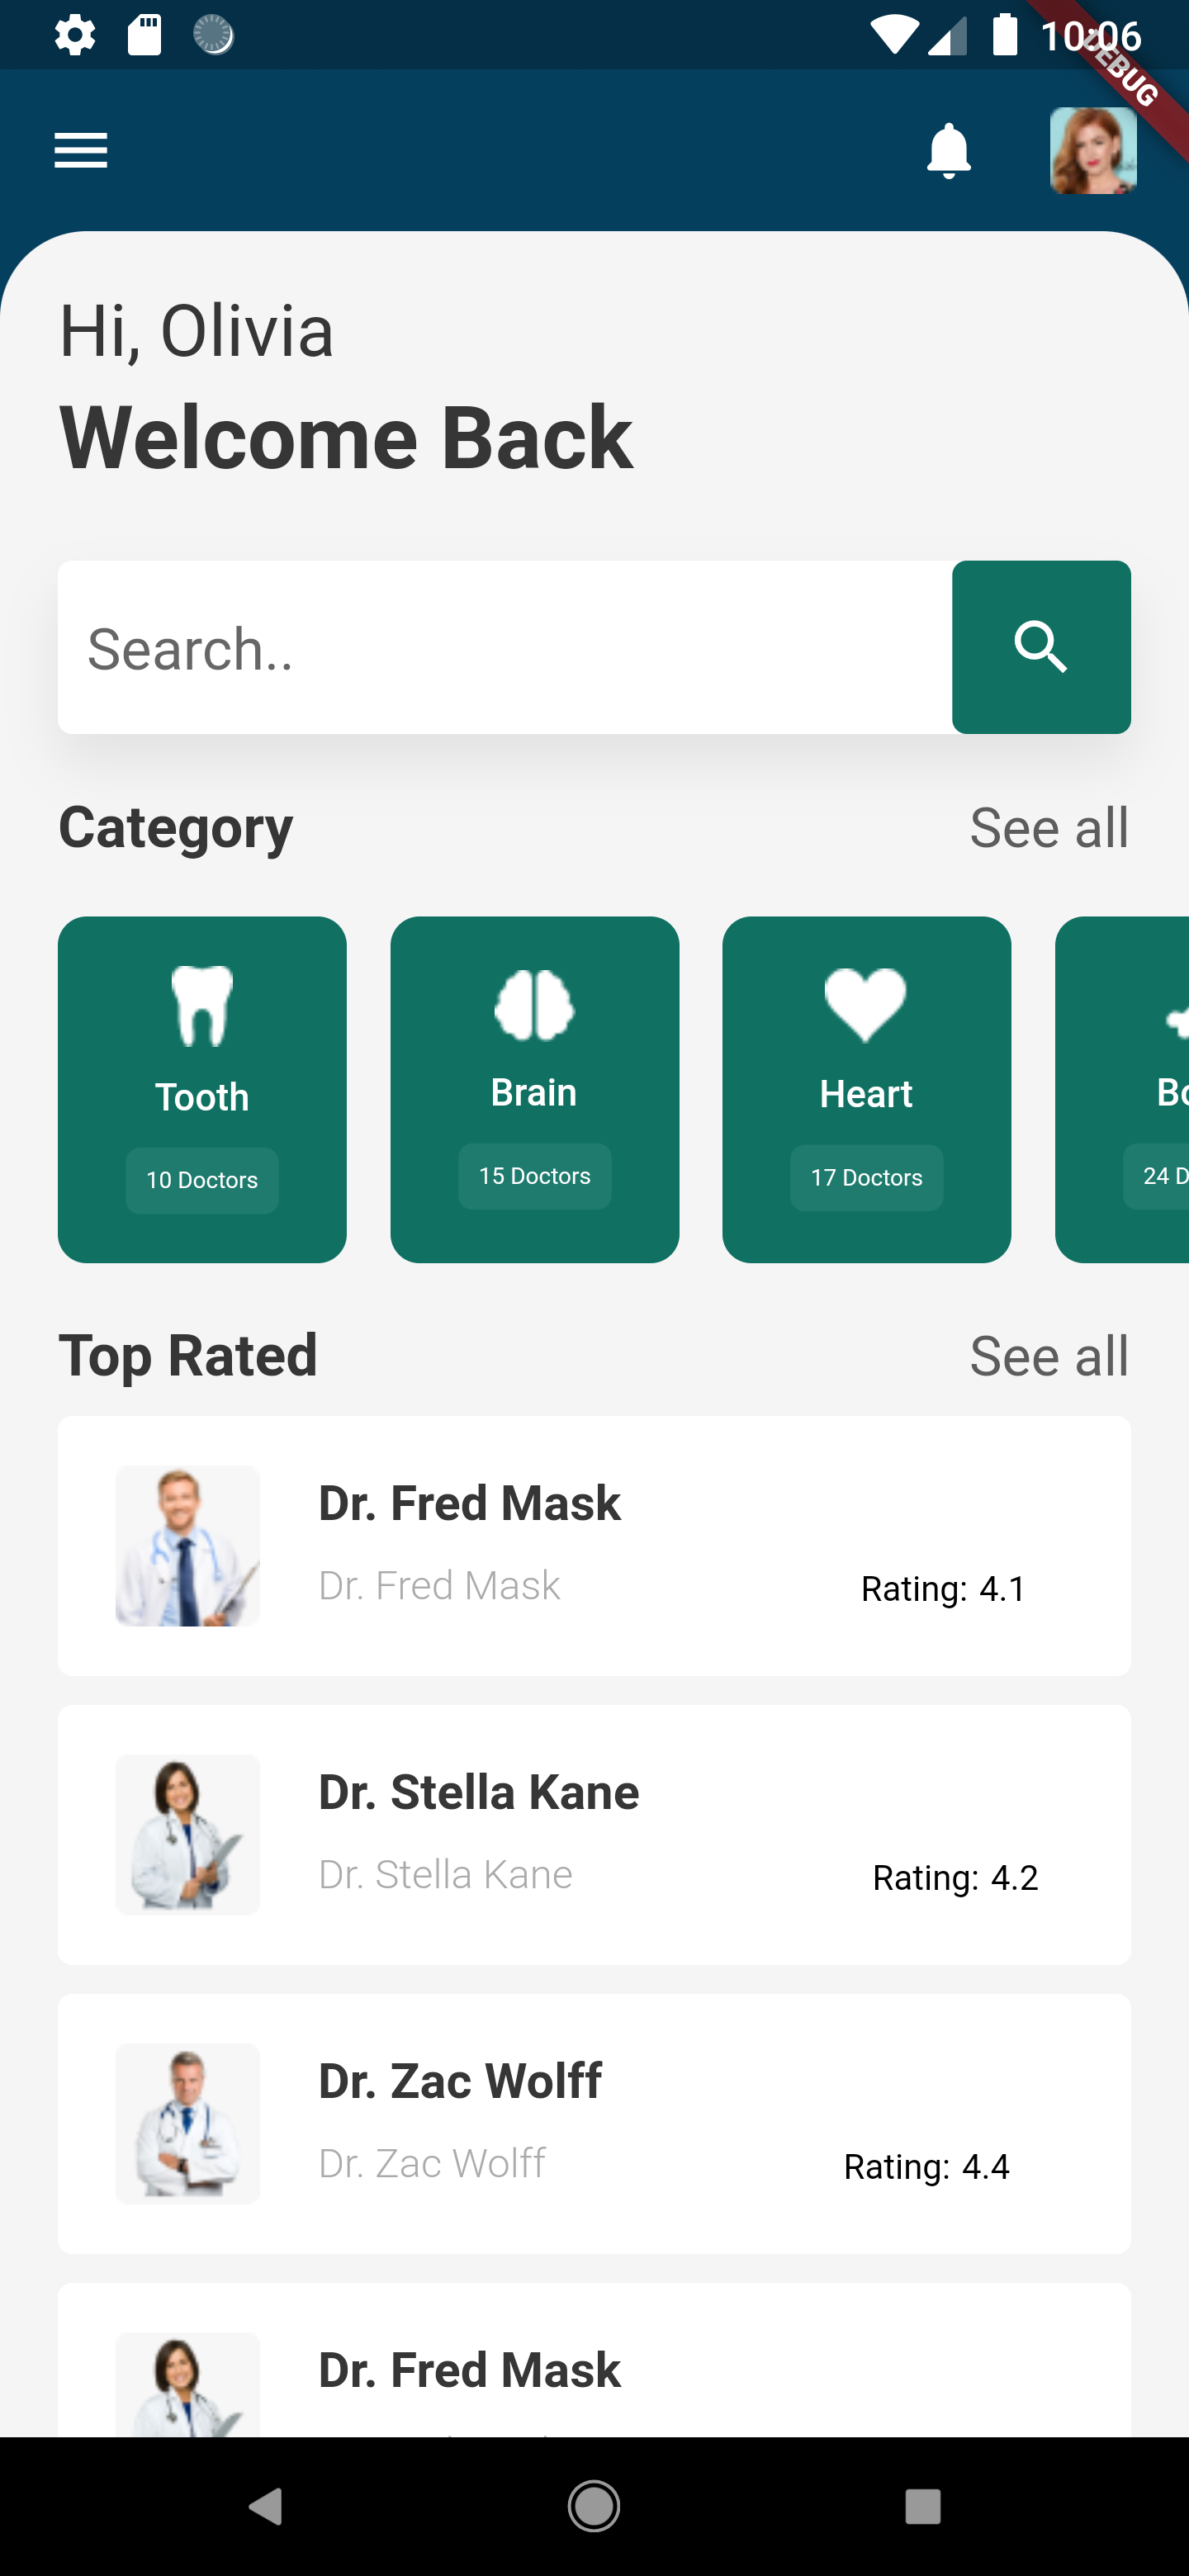 10:06
DEBUG
Hi, Olivia
Welcome Back
Search..
Category See all
Tooth Brain Heart
10 Doctors 15 Doctors 17 Doctors 24
Top Rated See all
Dr. Fred Mask
Dr. Fred Mask Rating: 4.1
Dr. Stella Kane
Dr. Stella Kane Rating: 4.2
Dr. Zac Wolff
Dr. Zac Wolff Rating: 4.4
Dr. Fred Mask